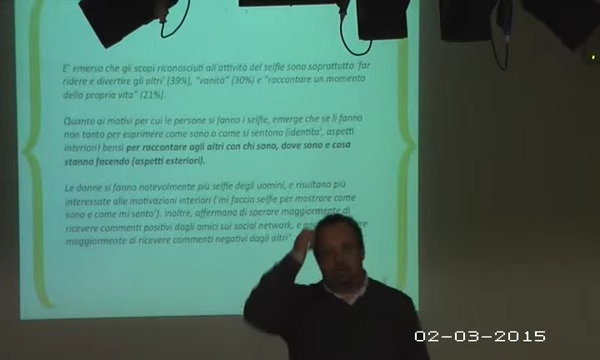 E' emerso che gli scopi riconosciuti all'attività del selfie sono soprattutto 'far
ridere e divertire gli altri' (39%), "vanità" (30%) e "raccontare un momento
della propria vita" (21%).
Quanto ai motivi per cui le persone si fanno i selfie, emerge che se li fanno
non tanto per esprimere come sono o come si sentono (identita', aspetti
interiori) bensì per raccontare agli altri con chi sono, dove sono e cosa
stanno facendo (aspetti esteriori).
Le donne si fanno notevolmente più selfie degli uomini, e risultano più
interessate alle motivazioni interiori ('mi faccio selfie per mostrare come
sono e come mi sento'). Inoltre, affermano di sperare maggiormente di
ricevere commenti positivi dagli amici sui social network, e
maggiormente di ricevere commenti negativi dagli altri".
02-03-2015